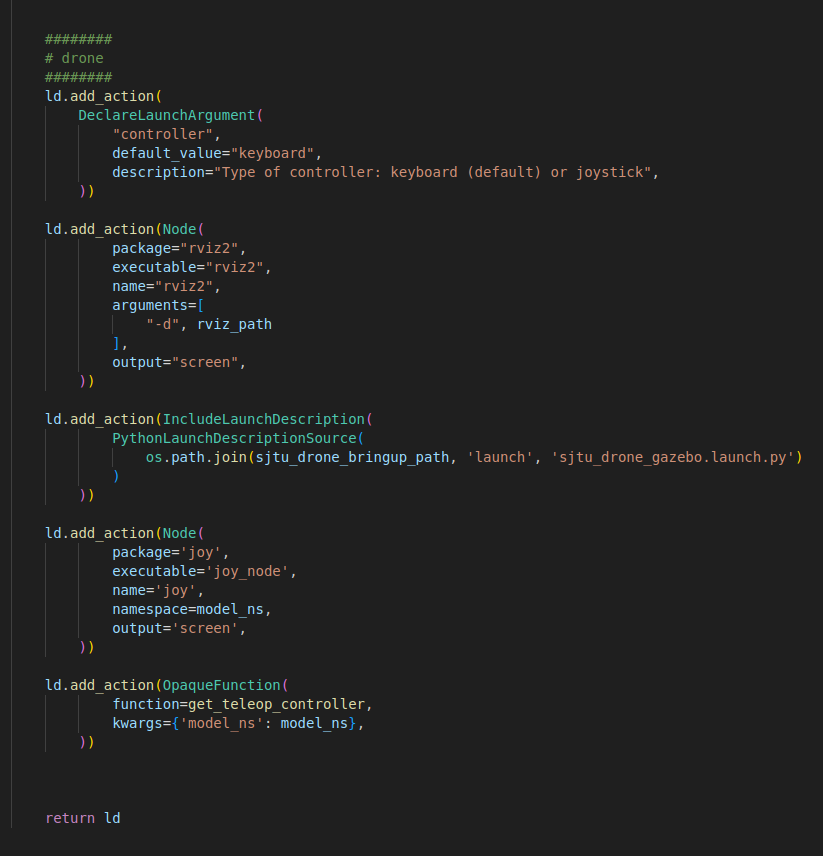 ########
# drone
########
ld.add_action(
    DeclareLaunchArgument(
        "controller",
        default_value="keyboard",
        description="Type of controller: keyboard (default) or joystick",
    ))
ld.add_action(Node(
        package="rviz2",
        executable="rviz2",
        name="rviz2",
        arguments=[
            "-d", rviz_path
        ],
        output="screen",
    ))
ld.add_action(IncludeLaunchDescription(
        PythonLaunchDescriptionSource(
            os.path.join(sjtu_drone_bringup_path, 'launch', 'sjtu_drone_gazebo.launch.py')
        )
    ))
ld.add_action(Node(
        package='joy',
        executable='joy_node',
        name='joy',
        namespace=model_ns,
        output='screen',
    ))
ld.add_action(OpaqueFunction(
        function=get_teleop_controller,
        kwargs={'model_ns': model_ns},
    ))
return ld